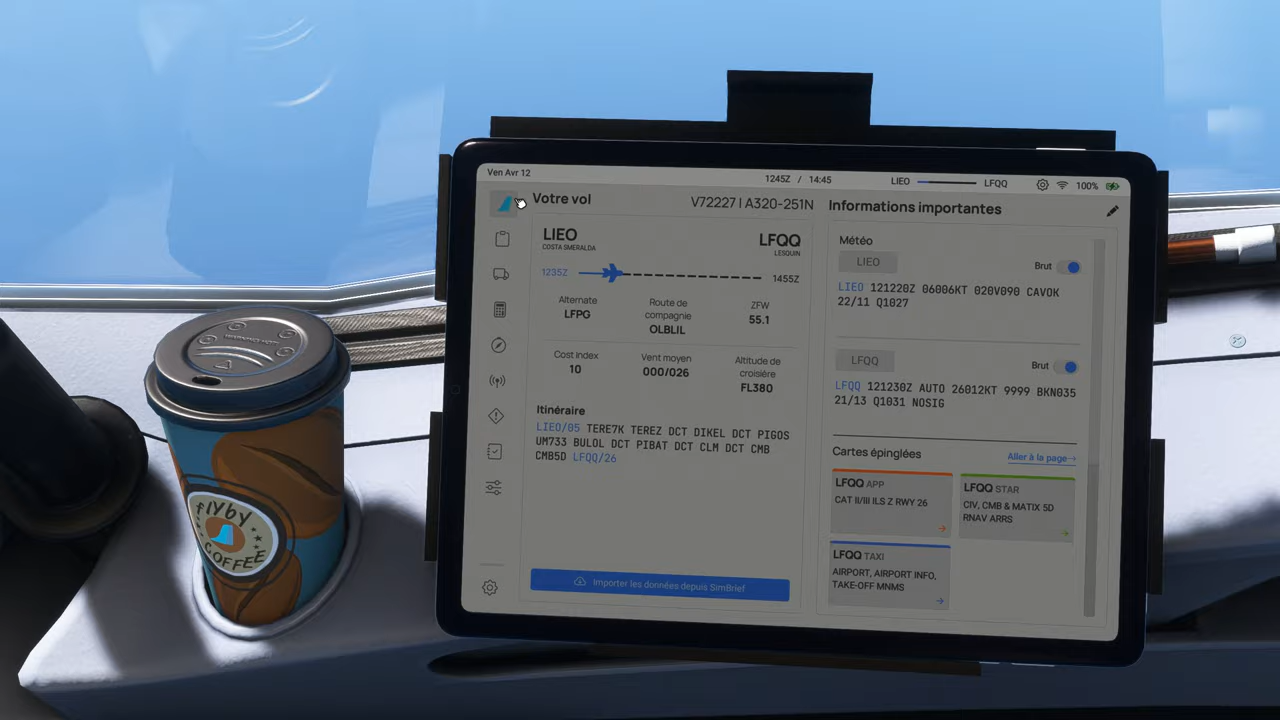 Ven Avr 12
1245Z / 14:45
LIEO
LFQQ
100%
Votre vol
V72227 | A320-251N
LIEO
COSTA SMERALDA
LFQQ
LESQUIN
1235Z
1455Z
Alternate
LFPG
Route de
compagnie
OLBLIL
ZFW
55.1
Cost Index
10
Vent moyen
000/026
Altitude de
croisière
FL380
Itinéraire
LIEO/05 TERE7K TEREZ DCT DIKEL DCT PIGOS
UM733 BULOL DCT PIBAT DCT CLM DCT CMB
CMB5D LFQQ/26
Importer les données depuis SimBrief
Informations importantes
Météo
LIEO
Brut
LIEO 121220Z 06006KT 020V090 CAVOK
22/11 Q1027
LFQQ
Brut
LFQQ 121230Z AUTO 26012KT 9999 BKN035
21/13 Q1031 NOSIG
Cartes épinglées
Aller à la page
LFQQ APP
CAT II/III ILS Z RWY 26
LFQQ STAR
CIV, CMB & MATIX 5D
RNAV ARRS
LFQQ TAXI
AIRPORT, AIRPORT INFO,
TAKE-OFF MNMS
flyby
COFFEE